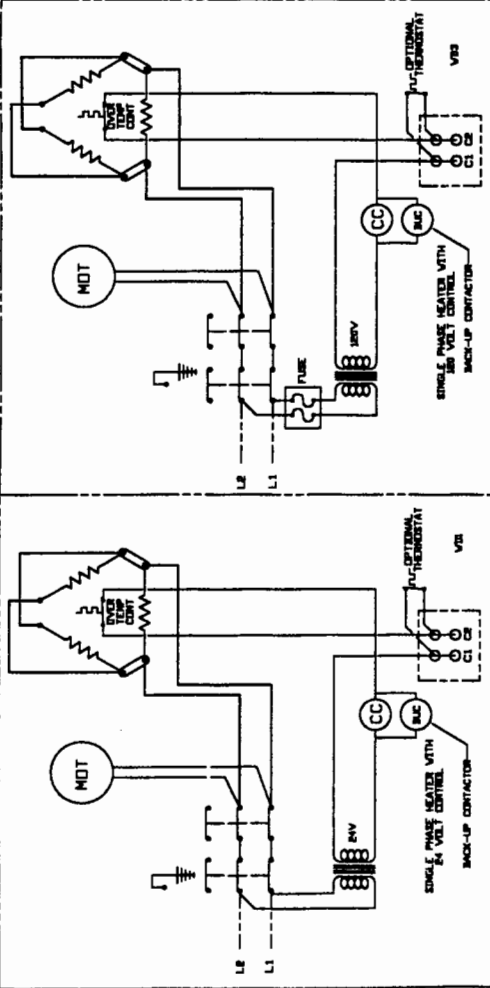 MOT
OVER
TEMP
CONT
FUSE
120V
L2
L1
CC
BUC
C1
C2
OPTIONAL
THERMOSTAT
SINGLE PHASE HEATER WITH
120 VOLT CONTROL
BACK-UP CONTACTOR
WD3
MOT
OVER
TEMP
CONT
24V
L2
L1
CC
BUC
C1
C2
OPTIONAL
THERMOSTAT
SINGLE PHASE HEATER WITH
24 VOLT CONTROL
BACK-UP CONTACTOR
WD1